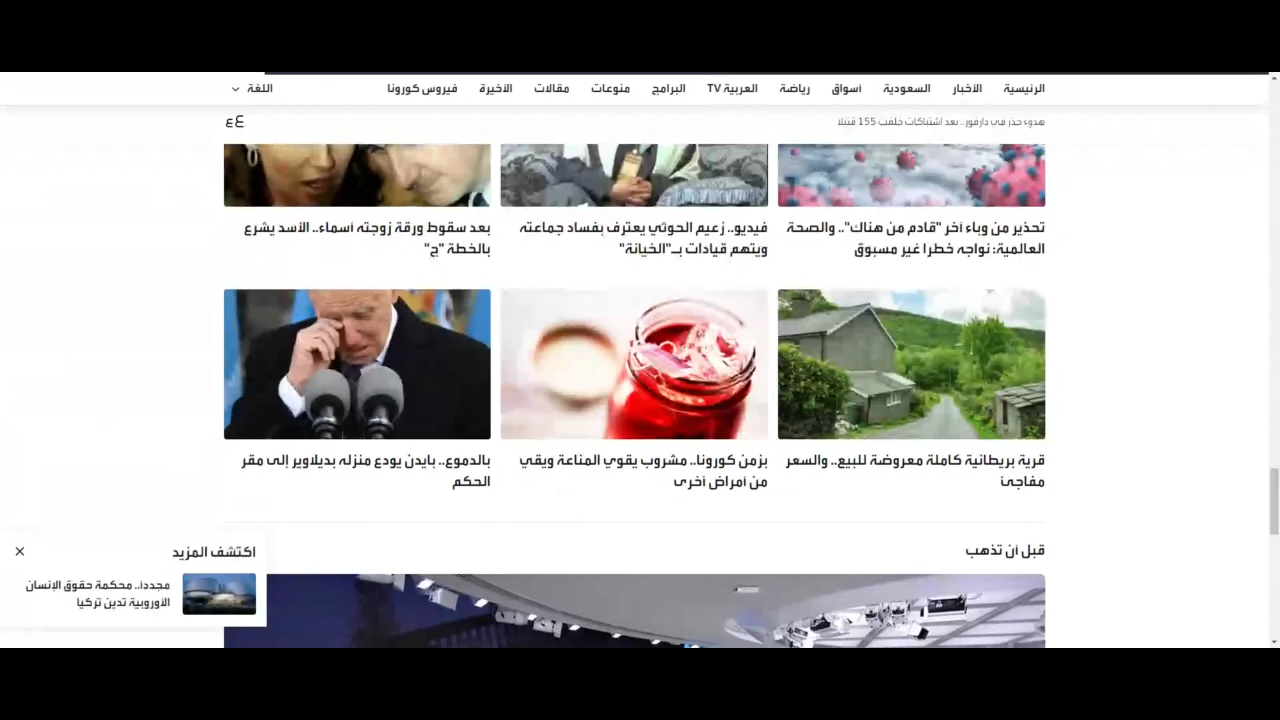 الرئيسية الأخبار السعودية أسواق رياضة العربية TV البرامج منوعات مقالات الأخيرة فيروس كورونا اللغة
هدوء حذر في دارفور.. بعد اشتباكات خلفت 155 قتيلا
ع ع
تحذير من وباء آخر "قادم من هناك".. والصحة
العالمية: نواجه خطرا غير مسبوق
فيديو.. زعيم الحوثي يعترف بفساد جماعته
ويتهم قيادات بـ"الخيانة"
بعد سقوط ورقة زوجته أسماء.. الأسد يشرع
بالخطة "ج"
قرية بريطانية كاملة معروضة للبيع.. والسعر
مفاجئ
بزمن كورونا.. مشروب يقوي المناعة ويقي
من أمراض أخرى
بالدموع.. بايدن يودع منزله بديلاوير إلى مقر
الحكم
قبل أن تذهب
اكتشف المزيد
مجدداً.. محكمة حقوق الإنسان
الأوروبية تدين تركيا